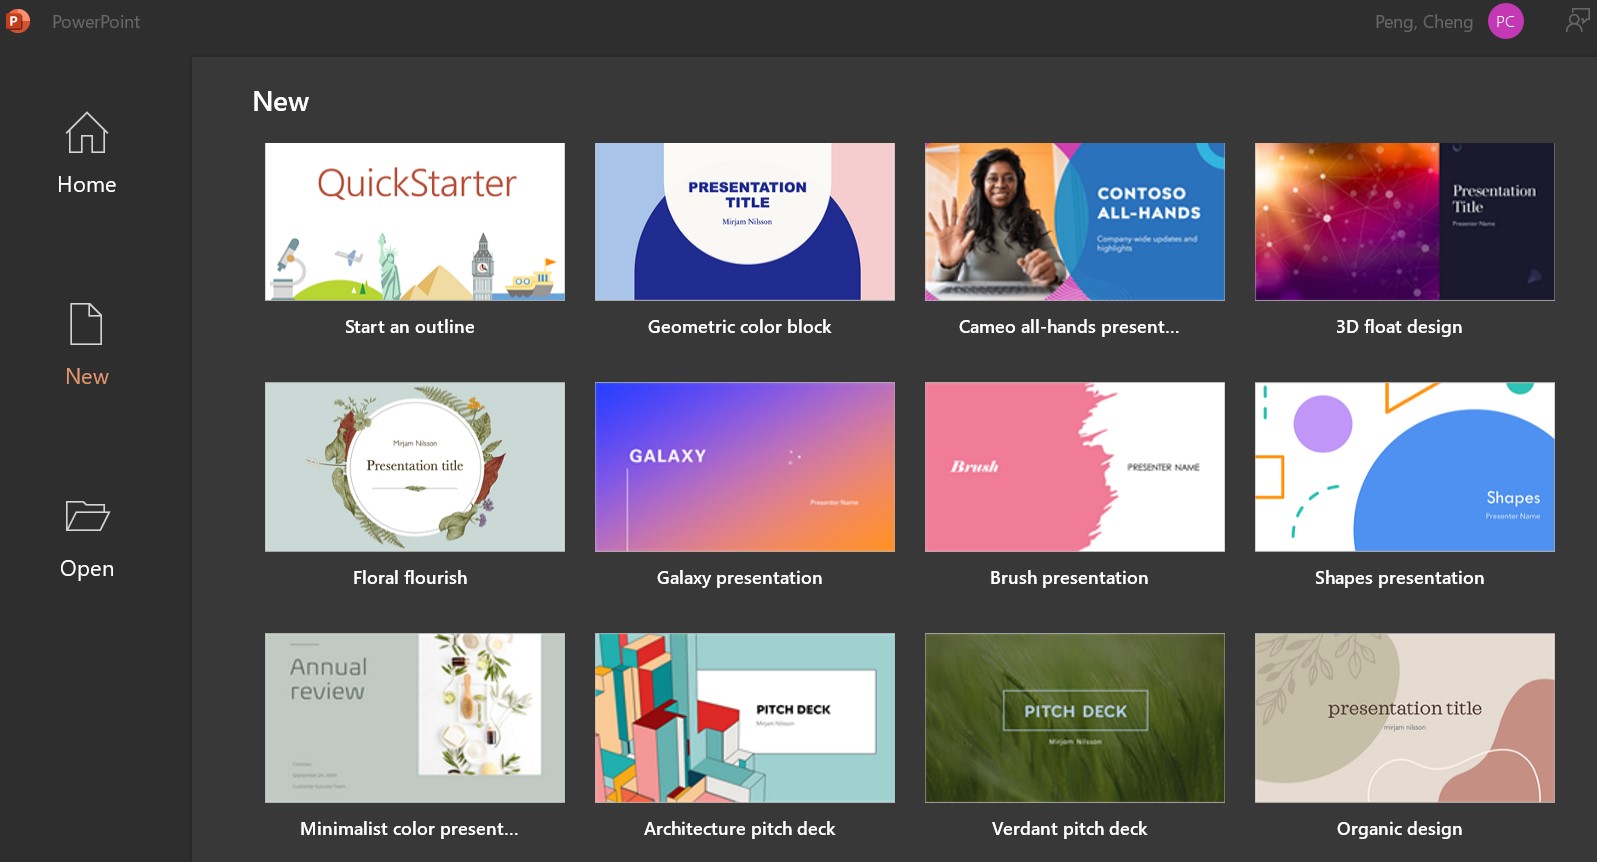 P
PowerPoint
Peng, Cheng
PC
Home
New
Open
New
QuickStarter
Start an outline
PRESENTATION
TITLE
Mirjam Nilsson
Geometric color block
CONTOSO
ALL-HANDS
Company-wide updates and
highlights
Cameo all-hands present...
Presentation
Title
Presenter Name
3D float design
Mirjam Nilsson
Presentation title
Floral flourish
GALAXY
Presenter Name
Galaxy presentation
Brush
PRESENTER NAME
Brush presentation
Shapes
Presenter Name
Shapes presentation
Annual
review
Customer Success Team
Minimalist color present...
PITCH DECK
Mirjam Nilsson
Architecture pitch deck
PITCH DECK
Mirjam Nilsson
Verdant pitch deck
presentation title
mirjam nilsson
Organic design